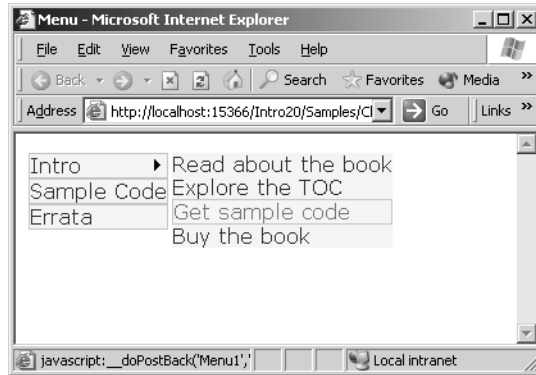 Menu - Microsoft Internet Explorer
File Edit View Favorites Tools Help
Back Search Favorites Media »
Address http://localhost:15366/Intro20/Samples/Cl Go Links »
Intro Read about the book
Sample Code Explore the TOC
Errata Get sample code
Buy the book
javascript:__doPostBack('Menu1',' Local intranet